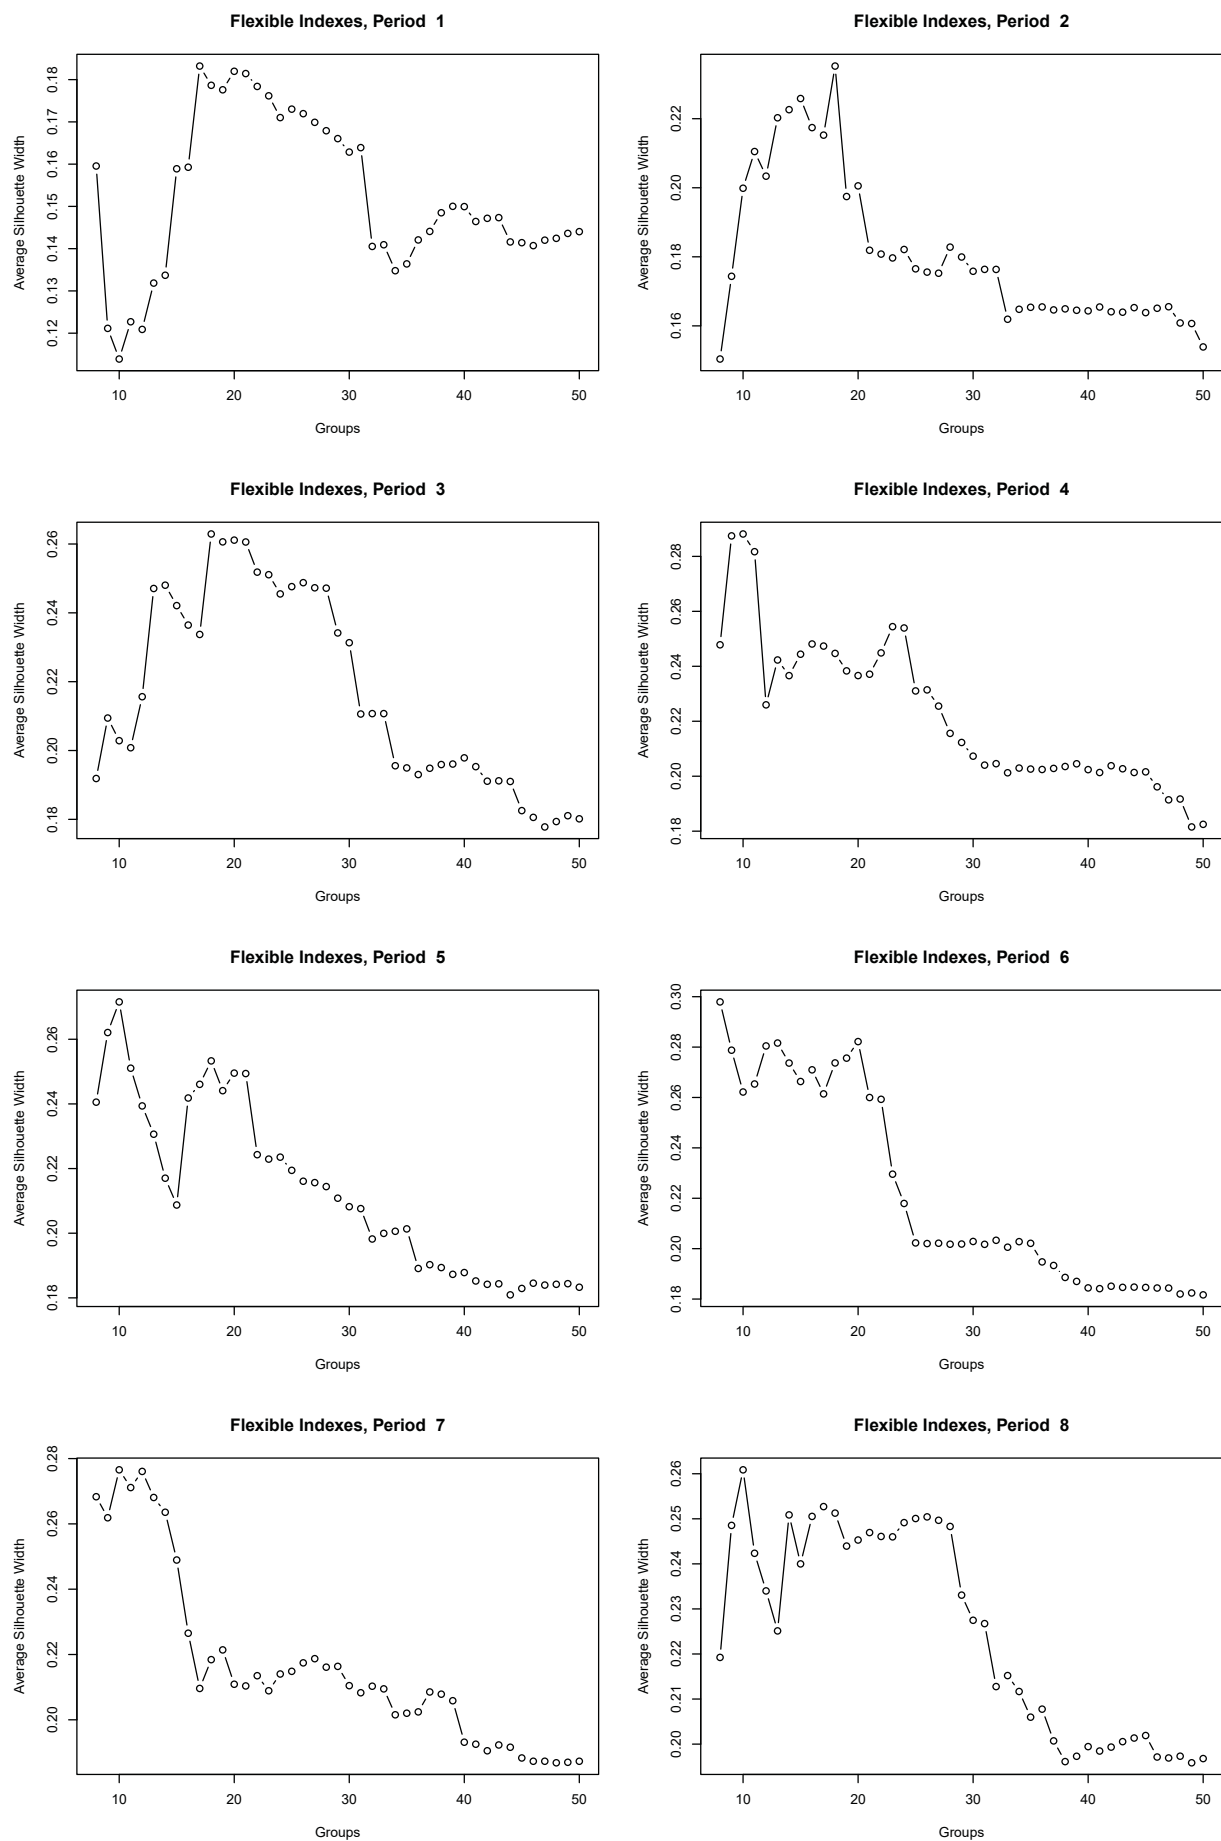 Flexible Indexes, Period  1
Average Silhouette Width
0.12 0.13 0.14 0.15 0.16 0.17 0.18
10 20 30 40 50
Groups
Flexible Indexes, Period  2
Average Silhouette Width
0.16 0.18 0.20 0.22
10 20 30 40 50
Groups
Flexible Indexes, Period  3
Average Silhouette Width
0.18 0.20 0.22 0.24 0.26
10 20 30 40 50
Groups
Flexible Indexes, Period  4
Average Silhouette Width
0.18 0.20 0.22 0.24 0.26 0.28
10 20 30 40 50
Groups
Flexible Indexes, Period  5
Average Silhouette Width
0.18 0.20 0.22 0.24 0.26
10 20 30 40 50
Groups
Flexible Indexes, Period  6
Average Silhouette Width
0.18 0.20 0.22 0.24 0.26 0.28 0.30
10 20 30 40 50
Groups
Flexible Indexes, Period  7
Average Silhouette Width
0.20 0.22 0.24 0.26 0.28
10 20 30 40 50
Groups
Flexible Indexes, Period  8
Average Silhouette Width
0.20 0.21 0.22 0.23 0.24 0.25 0.26
10 20 30 40 50
Groups